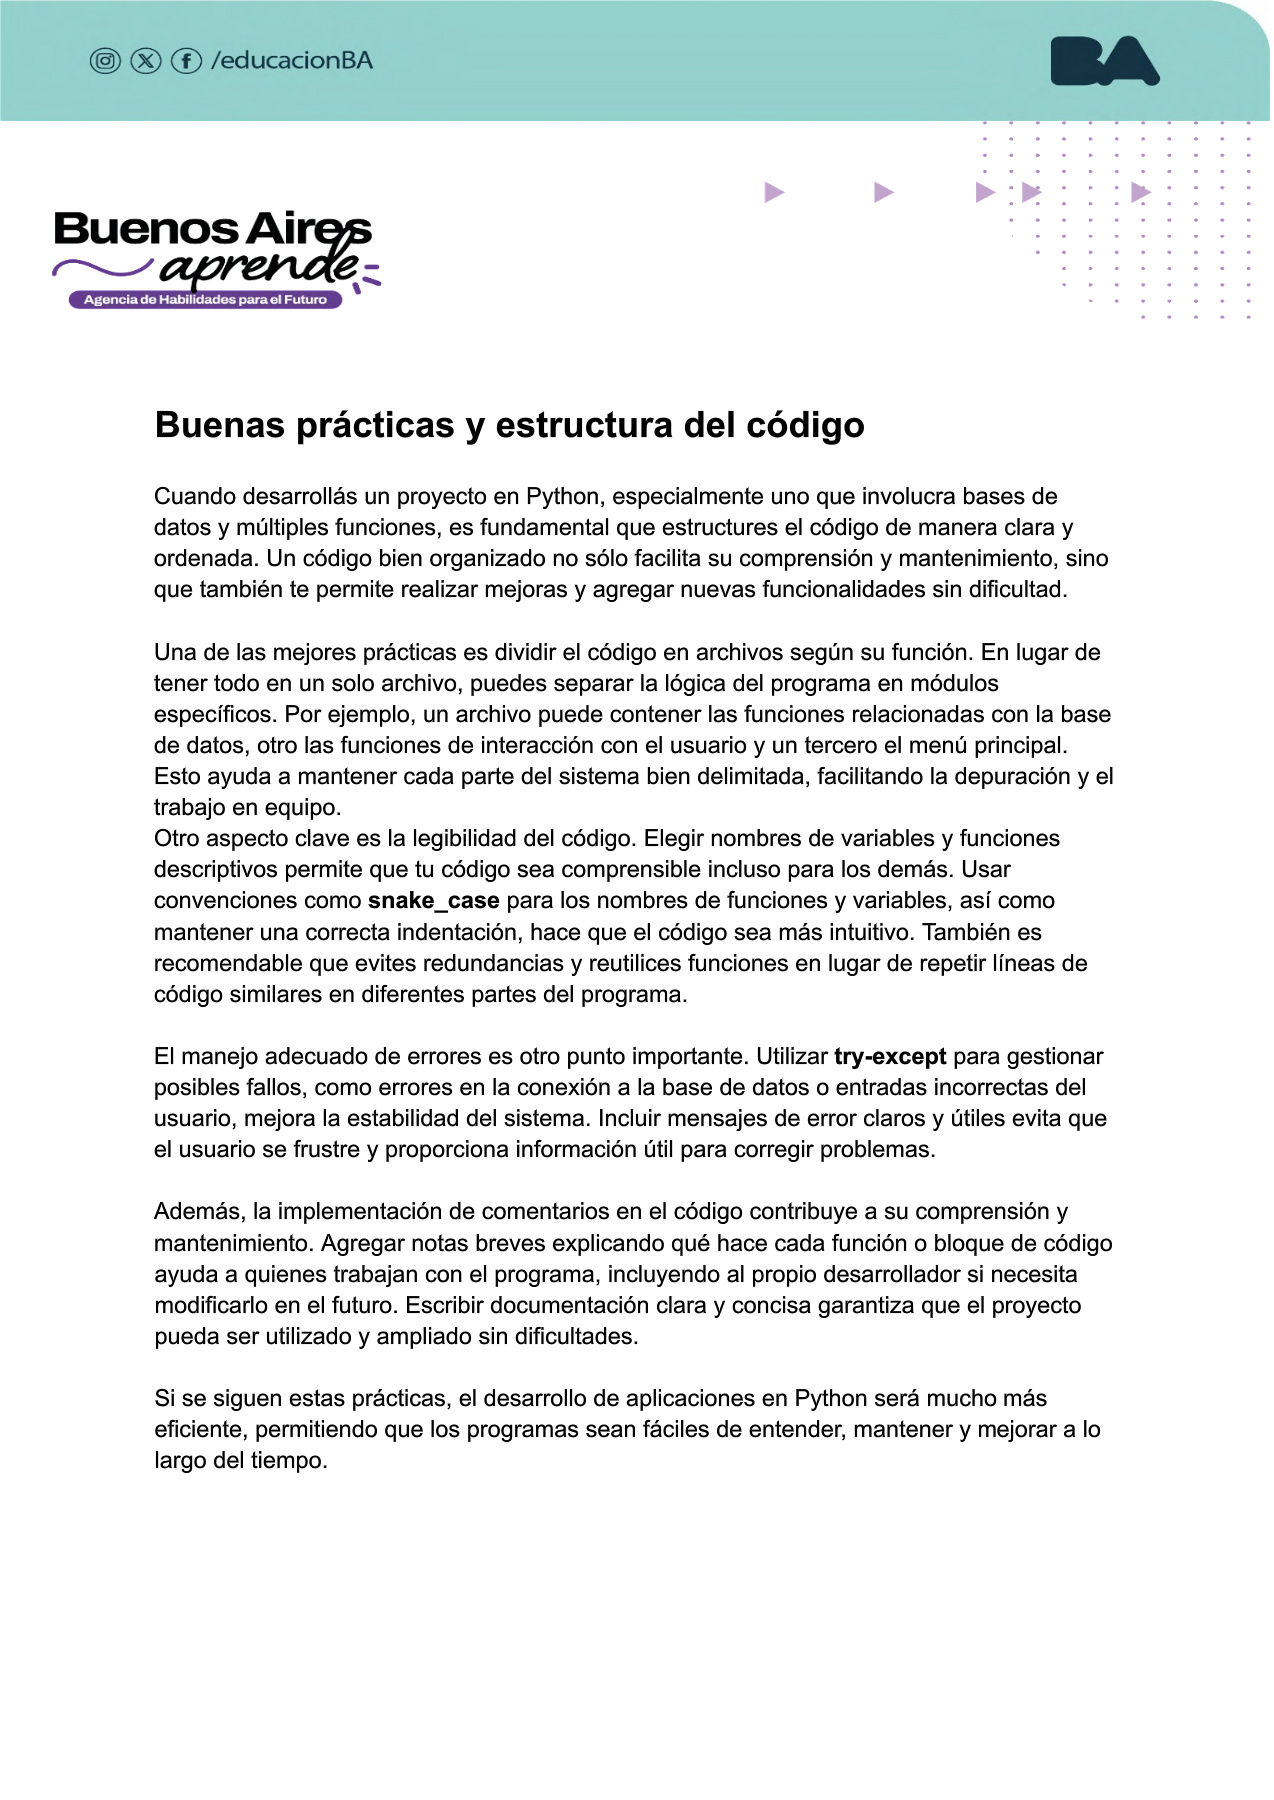 /educacionBA
BA
Buenos Aires
aprende
Agencia de Habilidades para el Futuro
Buenas prácticas y estructura del código
Cuando desarrollás un proyecto en Python, especialmente uno que involucra bases de
datos y múltiples funciones, es fundamental que estructures el código de manera clara y
ordenada. Un código bien organizado no sólo facilita su comprensión y mantenimiento, sino
que también te permite realizar mejoras y agregar nuevas funcionalidades sin dificultad.
Una de las mejores prácticas es dividir el código en archivos según su función. En lugar de
tener todo en un solo archivo, puedes separar la lógica del programa en módulos
específicos. Por ejemplo, un archivo puede contener las funciones relacionadas con la base
de datos, otro las funciones de interacción con el usuario y un tercero el menú principal.
Esto ayuda a mantener cada parte del sistema bien delimitada, facilitando la depuración y el
trabajo en equipo.
Otro aspecto clave es la legibilidad del código. Elegir nombres de variables y funciones
descriptivos permite que tu código sea comprensible incluso para los demás. Usar
convenciones como snake_case para los nombres de funciones y variables, así como
mantener una correcta indentación, hace que el código sea más intuitivo. También es
recomendable que evites redundancias y reutilices funciones en lugar de repetir líneas de
código similares en diferentes partes del programa.
El manejo adecuado de errores es otro punto importante. Utilizar try-except para gestionar
posibles fallos, como errores en la conexión a la base de datos o entradas incorrectas del
usuario, mejora la estabilidad del sistema. Incluir mensajes de error claros y útiles evita que
el usuario se frustre y proporciona información útil para corregir problemas.
Además, la implementación de comentarios en el código contribuye a su comprensión y
mantenimiento. Agregar notas breves explicando qué hace cada función o bloque de código
ayuda a quienes trabajan con el programa, incluyendo al propio desarrollador si necesita
modificarlo en el futuro. Escribir documentación clara y concisa garantiza que el proyecto
pueda ser utilizado y ampliado sin dificultades.
Si se siguen estas prácticas, el desarrollo de aplicaciones en Python será mucho más
eficiente, permitiendo que los programas sean fáciles de entender, mantener y mejorar a lo
largo del tiempo.